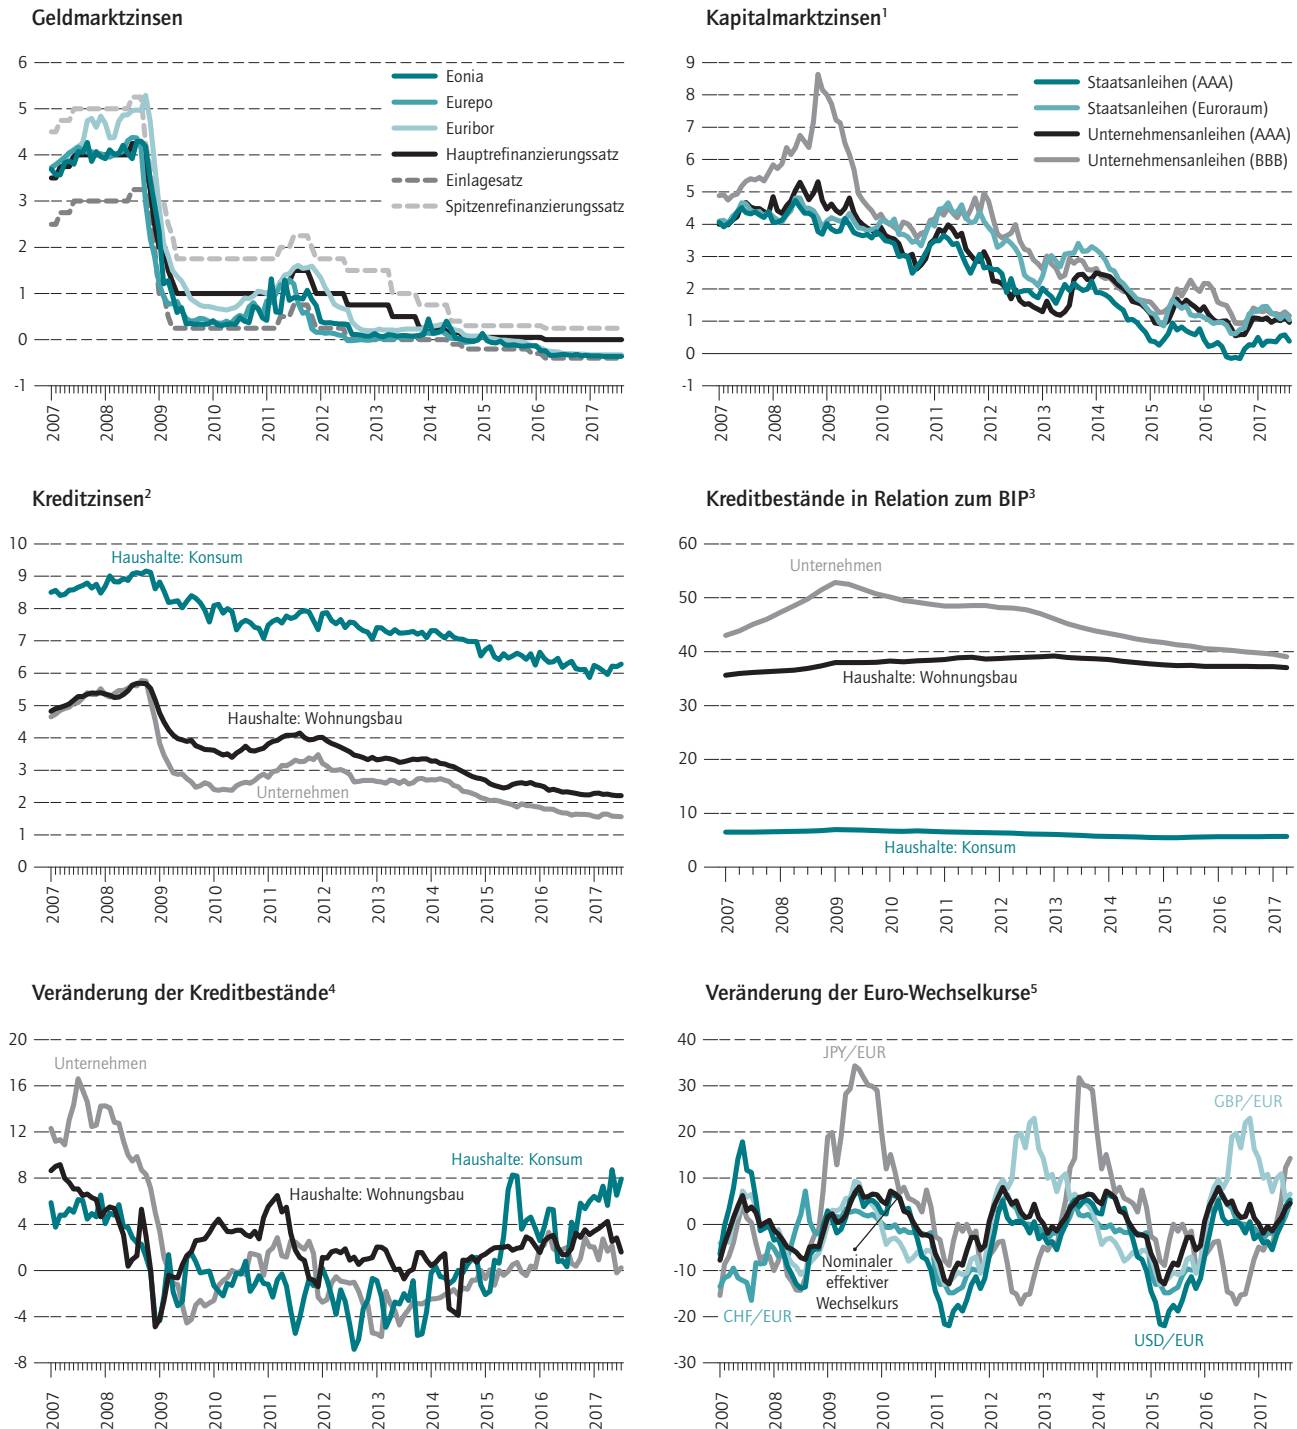 Geldmarktzinsen
6
5
4
3
2
1
0
-1
Eonia
Eurepo
Euribor
Hauptrefinanzierungssatz
Einlagesatz
Spitzenrefinanzierungssatz
2007 2008 2009 2010 2011 2012 2013 2014 2015 2016 2017
Kapitalmarktzinsen¹
9
8
7
6
5
4
3
2
1
0
-1
Staatsanleihen (AAA)
Staatsanleihen (Euroraum)
Unternehmensanleihen (AAA)
Unternehmensanleihen (BBB)
2007 2008 2009 2010 2011 2012 2013 2014 2015 2016 2017
Kreditzinsen²
10
9
8
7
6
5
4
3
2
1
0
Haushalte: Konsum
Haushalte: Wohnungsbau
Unternehmen
2007 2008 2009 2010 2011 2012 2013 2014 2015 2016 2017
Kreditbestände in Relation zum BIP³
60
50
40
30
20
10
0
Unternehmen
Haushalte: Wohnungsbau
Haushalte: Konsum
2007 2008 2009 2010 2011 2012 2013 2014 2015 2016 2017
Veränderung der Kreditbestände⁴
20
16
12
8
4
0
-4
-8
Unternehmen
Haushalte: Konsum
Haushalte: Wohnungsbau
2007 2008 2009 2010 2011 2012 2013 2014 2015 2016 2017
Veränderung der Euro-Wechselkurse⁵
40
30
20
10
0
-10
-20
-30
JPY/EUR
GBP/EUR
Nominaler
effektiver
Wechselkurs
CHF/EUR
USD/EUR
2007 2008 2009 2010 2011 2012 2013 2014 2015 2016 2017